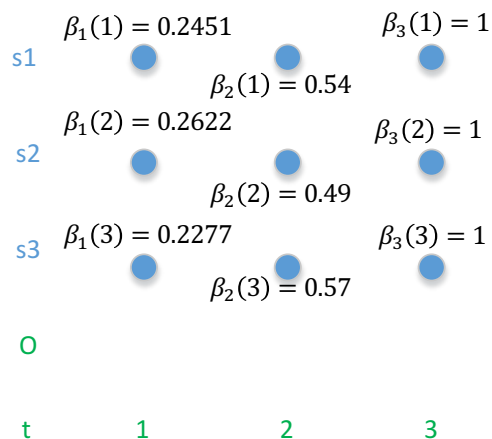 β₁(1) = 0.2451 β₃(1) = 1
s1
β₂(1) = 0.54
β₁(2) = 0.2622 β₃(2) = 1
s2
β₂(2) = 0.49
β₁(3) = 0.2277 β₃(3) = 1
s3
β₂(3) = 0.57
O
t 1 2 3